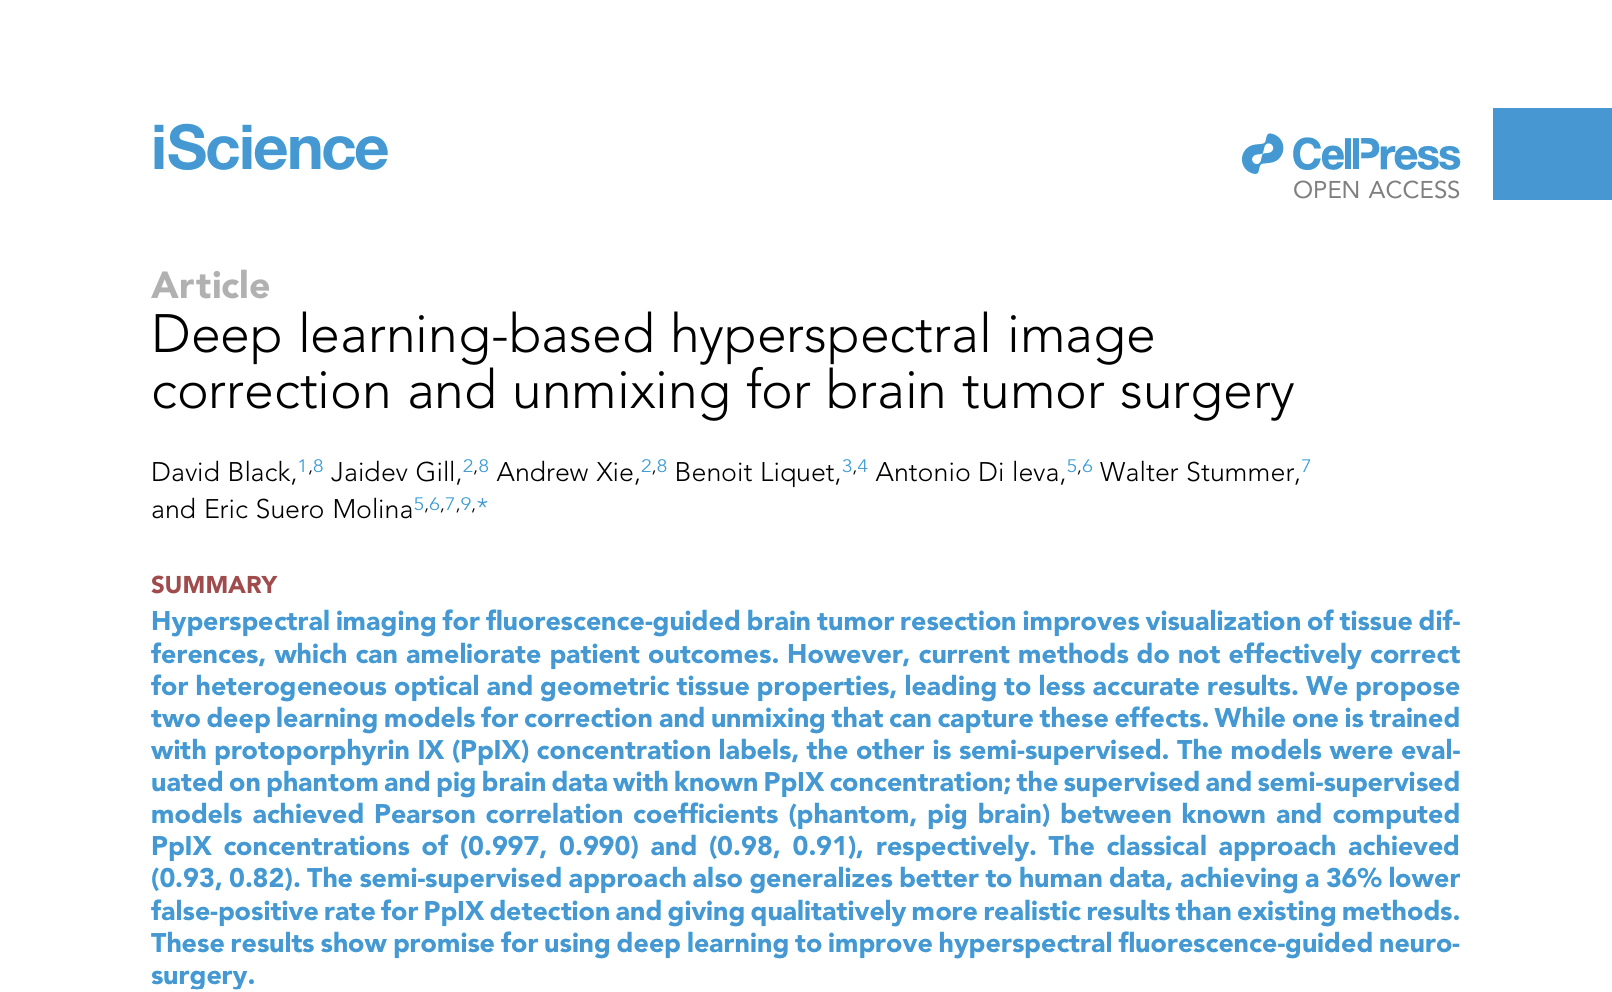 iScience
CellPress
OPEN ACCESS
Article
Deep learning-based hyperspectral image
correction and unmixing for brain tumor surgery
David Black,1,8 Jaidev Gill,2,8 Andrew Xie,2,8 Benoit Liquet,3,4 Antonio Di leva,5,6 Walter Stummer,7
and Eric Suero Molina5,6,7,9,*
SUMMARY
Hyperspectral imaging for fluorescence-guided brain tumor resection improves visualization of tissue dif-
ferences, which can ameliorate patient outcomes. However, current methods do not effectively correct
for heterogeneous optical and geometric tissue properties, leading to less accurate results. We propose
two deep learning models for correction and unmixing that can capture these effects. While one is trained
with protoporphyrin IX (PpIX) concentration labels, the other is semi-supervised. The models were eval-
uated on phantom and pig brain data with known PpIX concentration; the supervised and semi-supervised
models achieved Pearson correlation coefficients (phantom, pig brain) between known and computed
PpIX concentrations of (0.997, 0.990) and (0.98, 0.91), respectively. The classical approach achieved
(0.93, 0.82). The semi-supervised approach also generalizes better to human data, achieving a 36% lower
false-positive rate for PpIX detection and giving qualitatively more realistic results than existing methods.
These results show promise for using deep learning to improve hyperspectral fluorescence-guided neuro-
surgery.